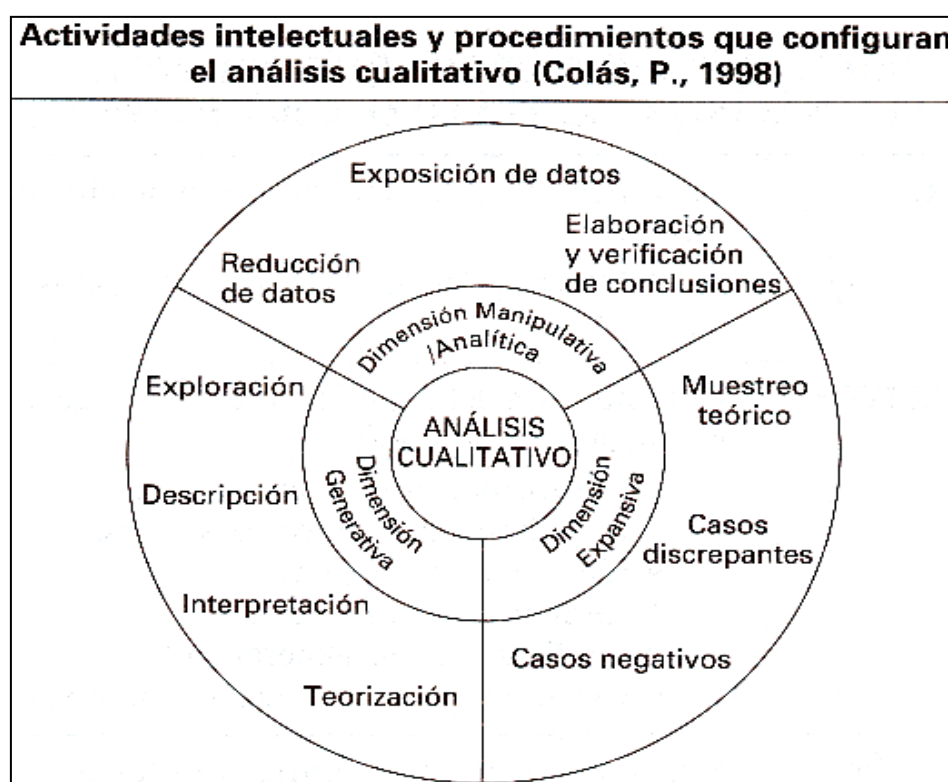 Actividades intelectuales y procedimientos que configuran
el análisis cualitativo (Colás, P., 1998)
Exposición de datos
Elaboración
y verificación
de conclusiones
Reducción
de datos
Dimensión Manipulativa
/Analítica
Exploración
Muestreo
teórico
ANÁLISIS
CUALITATIVO
Dimensión
Generativa
Dimensión
Expansiva
Descripción
Casos
discrepantes
Interpretación
Casos negativos
Teorización